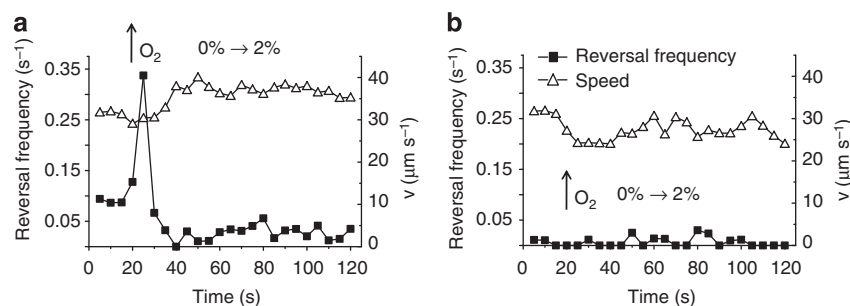 a
O₂
0% → 2%
Reversal frequency (s⁻¹)
0.35
0.25
0.15
0.05
40
30
20
10
0
v (μm s⁻¹)
0 20 40 60 80 100 120
Time (s)
b
Reversal frequency
Speed
Reversal frequency (s⁻¹)
0.35
0.25
0.15
0.05
40
30
20
10
0
v (μm s⁻¹)
O₂
0% → 2%
0 20 40 60 80 100 120
Time (s)